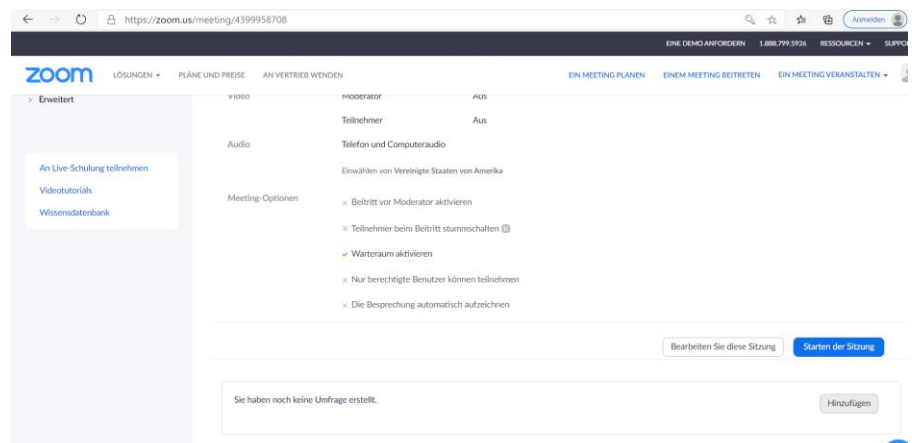 https://zoom.us/meeting/4399958708
Anmelden
EINE DEMO ANFORDERN 1.888.799.5926 RESSOURCEN SUPPO
zoom LÖSUNGEN PLÄNE UND PREISE AN VERTRIEB WENDEN EIN MEETING PLANEN EINEM MEETING BEITRETEN EIN MEETING VERANSTALTEN
Erweitert
Video Moderator Aus
Teilnehmer Aus
Audio Telefon und Computeraudio
Einwählen von Vereinigte Staaten von Amerika
An Live-Schulung teilnehmen
Videotutorials
Wissensdatenbank
Meeting-Optionen
Beitritt vor Moderator aktivieren
Teilnehmer beim Beitritt stummschalten
Warteraum aktivieren
Nur berechtigte Benutzer können teilnehmen
Die Besprechung automatisch aufzeichnen
Bearbeiten Sie diese Sitzung Starten der Sitzung
Sie haben noch keine Umfrage erstellt. Hinzufügen